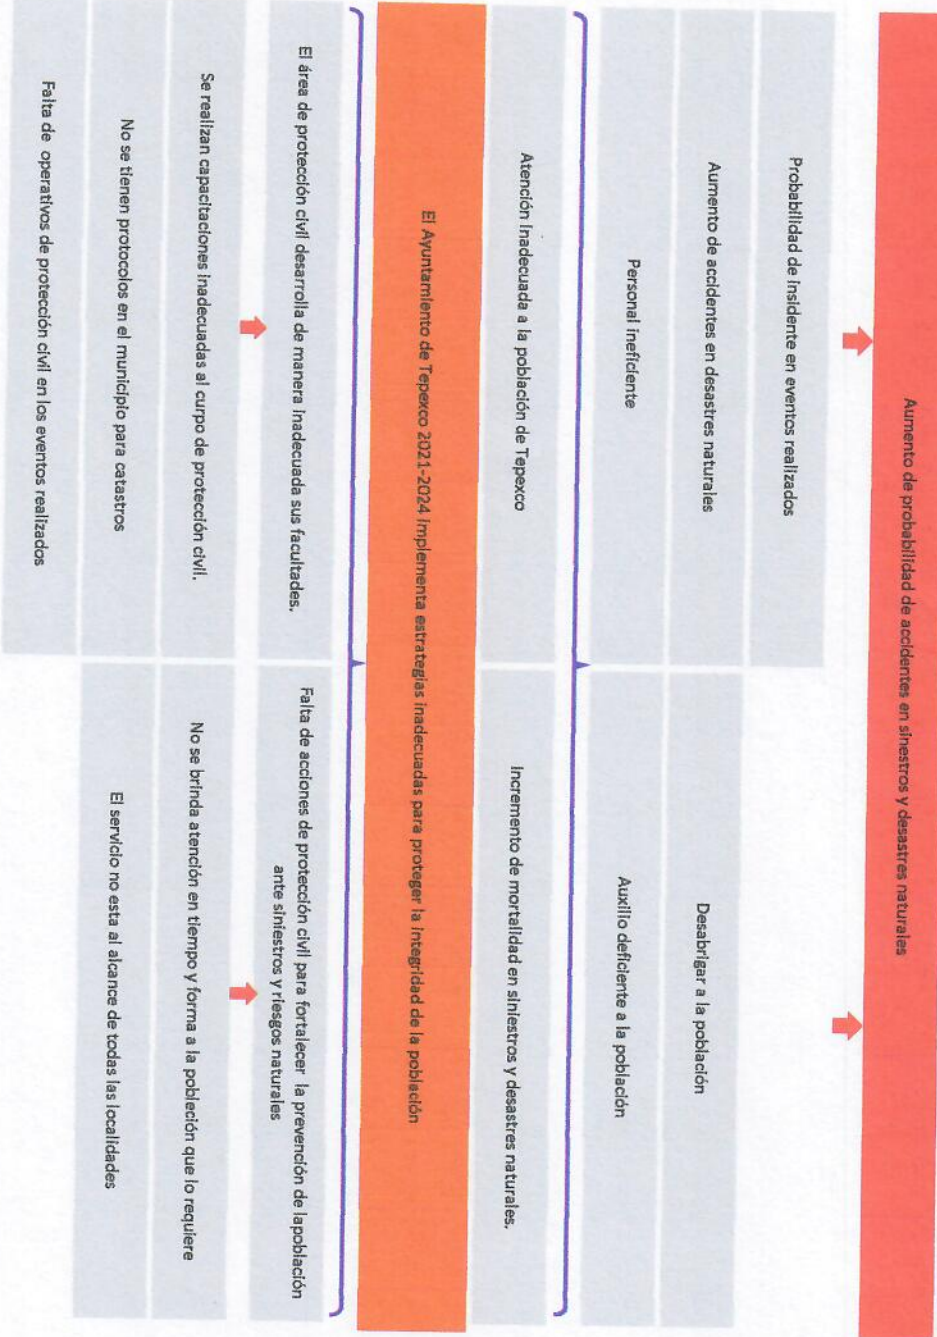 Aumento de probabilidad de accidentes en sinestros y desastres naturales
Probabilidad de insidente en eventos realizados
Aumento de accidentes en desastres naturales
Desabrigar a la población
Personal ineficiente
Auxilio deficiente a la población
Atención inadecuada a la población de Tepexco
Incremento de mortalidad en siniestros y desastres naturales.
El Ayuntamiento de Tepexco 2021-2024 implementa estrategias inadecuadas para proteger la integridad de la población
El área de protección civil desarrolla de manera inadecuada sus facultades.
Falta de acciones de protección civil para fortalecer la prevención de lapoblación
ante siniestros y riesgos naturales
Se realizan capacitaciones inadecuadas al curpo de protección civil.
No se brinda atención en tiempo y forma a la pobleción que lo requiere
No se tienen protocolos en el municipio para catastros
El servicio no esta al alcance de todas las localidades
Falta de operativos de protección civil en los eventos realizados